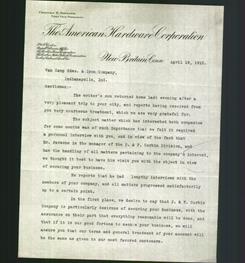 The American Hardware Corporation
New Britain, Conn. April 19, 1912.
Van Camp Hdwe. & Iron Company,
Indianapolis, Ind.
Gentlemen:-
The writer's son returned home last evening after a
very pleasant trip to your city, and reports having received from
you very courteous treatment, which we are very grateful for.
The subject matter which has interested both companies
for some months was of such importance that we felt it required
a personal interview with you, and in view of the fact that
Mr. Parsons is the manager of the P. & F. Corbin Division, and
has the handling of all matters pertaining to the company's interest,
we thought it best to have him visit you with the object in view
of securing your business.
He reports that he had lengthy interviews with the
members of your company, and all matters progressed satisfactorily
up to a certain point.
In the first place, we desire to say that P. & F. Corbin
Company is particularly desirous of securing your business, with the
assurance on their part that everything reasonable will be done, and
that if it is our good fortune to secure your business, we will
assure you that our terms and general treatment of your account will
be the same as given to our most favored customers.